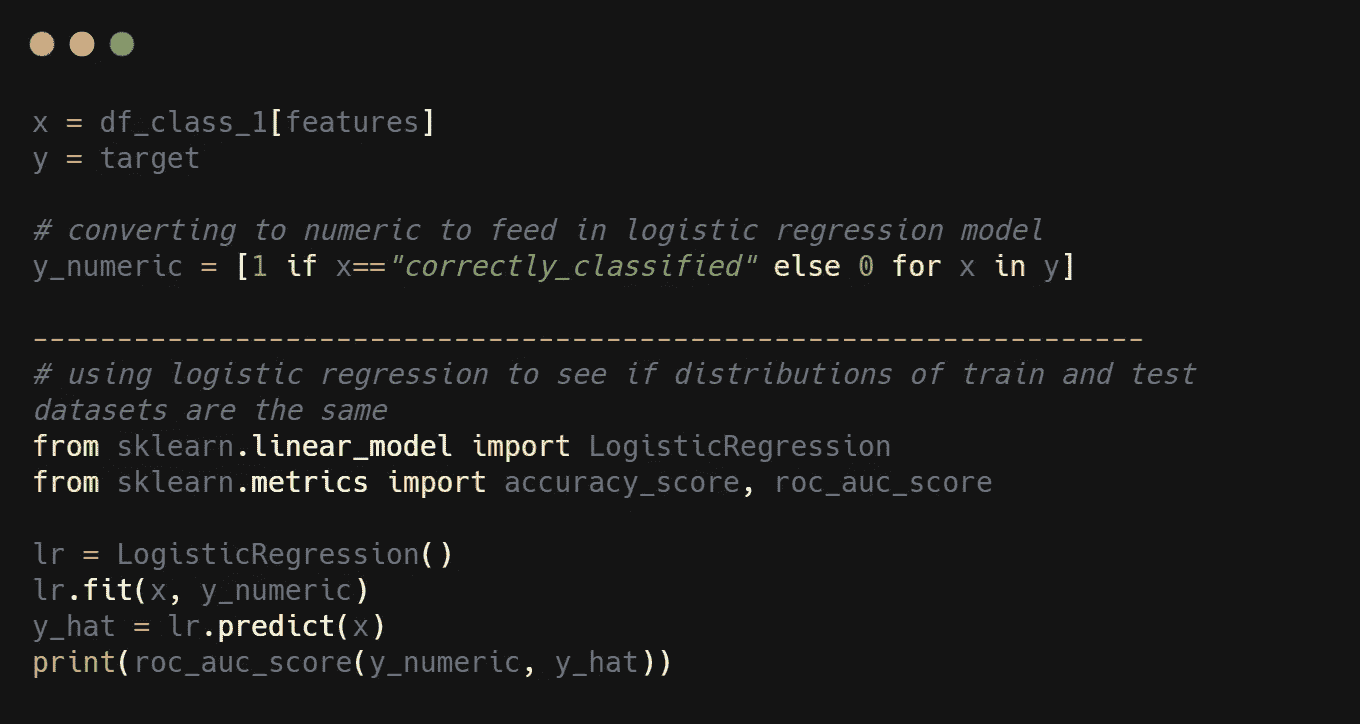 x = df_class_1[features]
y = target
# converting to numeric to feed in logistic regression model
y_numeric = [1 if x=="correctly_classified" else 0 for x in y]
------------------------------------------------------------------
# using logistic regression to see if distributions of train and test
datasets are the same
from sklearn.linear_model import LogisticRegression
from sklearn.metrics import accuracy_score, roc_auc_score
lr = LogisticRegression()
lr.fit(x, y_numeric)
y_hat = lr.predict(x)
print(roc_auc_score(y_numeric, y_hat))